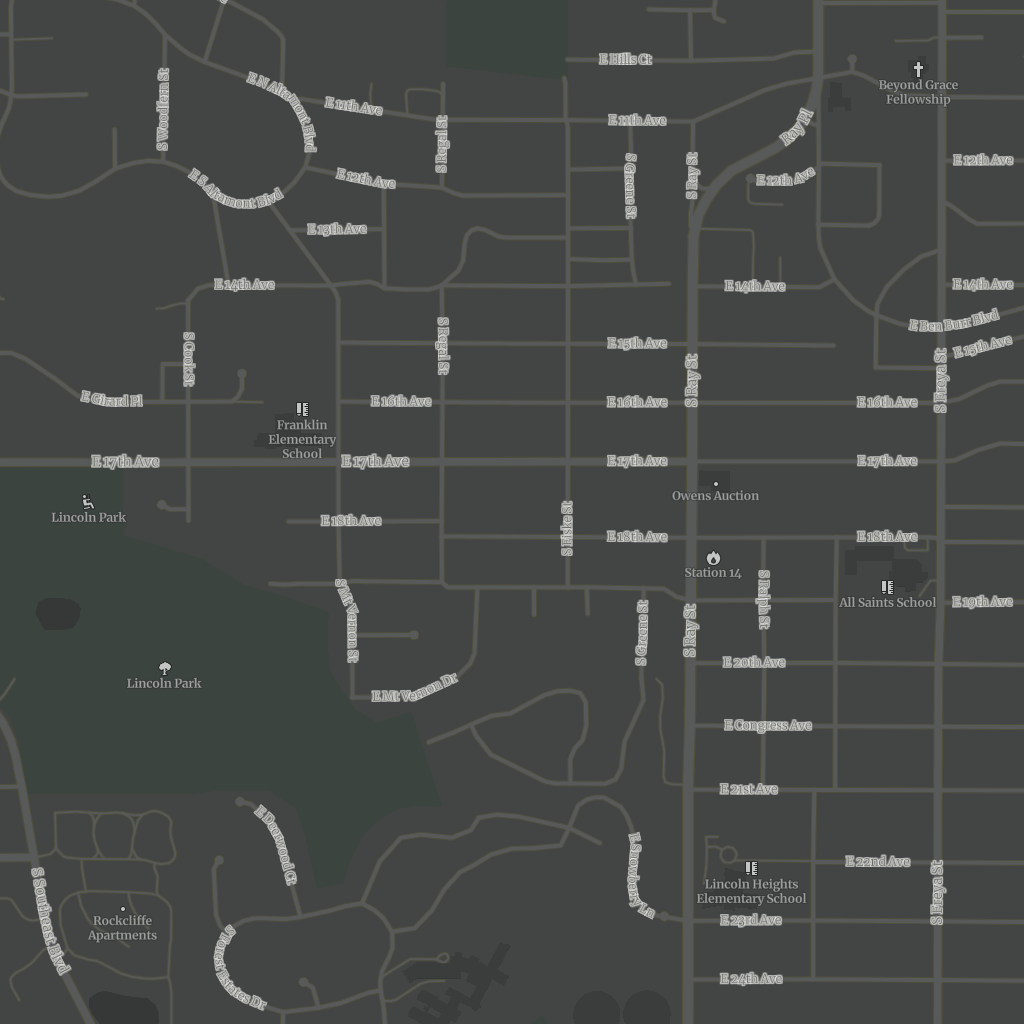 E Hills Ct
Beyond Grace
Fellowship
S Woodfern St
E N Altamont Blvd
E 11th Ave
E 11th Ave
Ray Pl
S Regal St
S Greene St
S Ray St
E 12th Ave
E 12th Ave
E 12th Ave
E S Altamont Blvd
E 13th Ave
E 14th Ave
E 14th Ave
E 14th Ave
E Ben Burr Blvd
S Cook St
S Regal St
E 15th Ave
E 15th Ave
S Ray St
S Freya St
E Girard Pl
E 16th Ave
E 16th Ave
E 16th Ave
Franklin
Elementary
School
E 17th Ave
E 17th Ave
E 17th Ave
E 17th Ave
Owens Auction
Lincoln Park
E 18th Ave
S Fiske St
E 18th Ave
E 18th Ave
Station 14
S Mt Vernon St
S Greene St
S Ray St
S Ralph St
All Saints School
E 19th Ave
E 20th Ave
Lincoln Park
E Mt Vernon Dr
E Congress Ave
E 21st Ave
E Deerwood Ct
E Snowberry Ln
E 22nd Ave
Lincoln Heights
Elementary School
S Freya St
S Southeast Blvd
Rockcliffe
Apartments
E 23rd Ave
S Forest Estates Dr
E 24th Ave